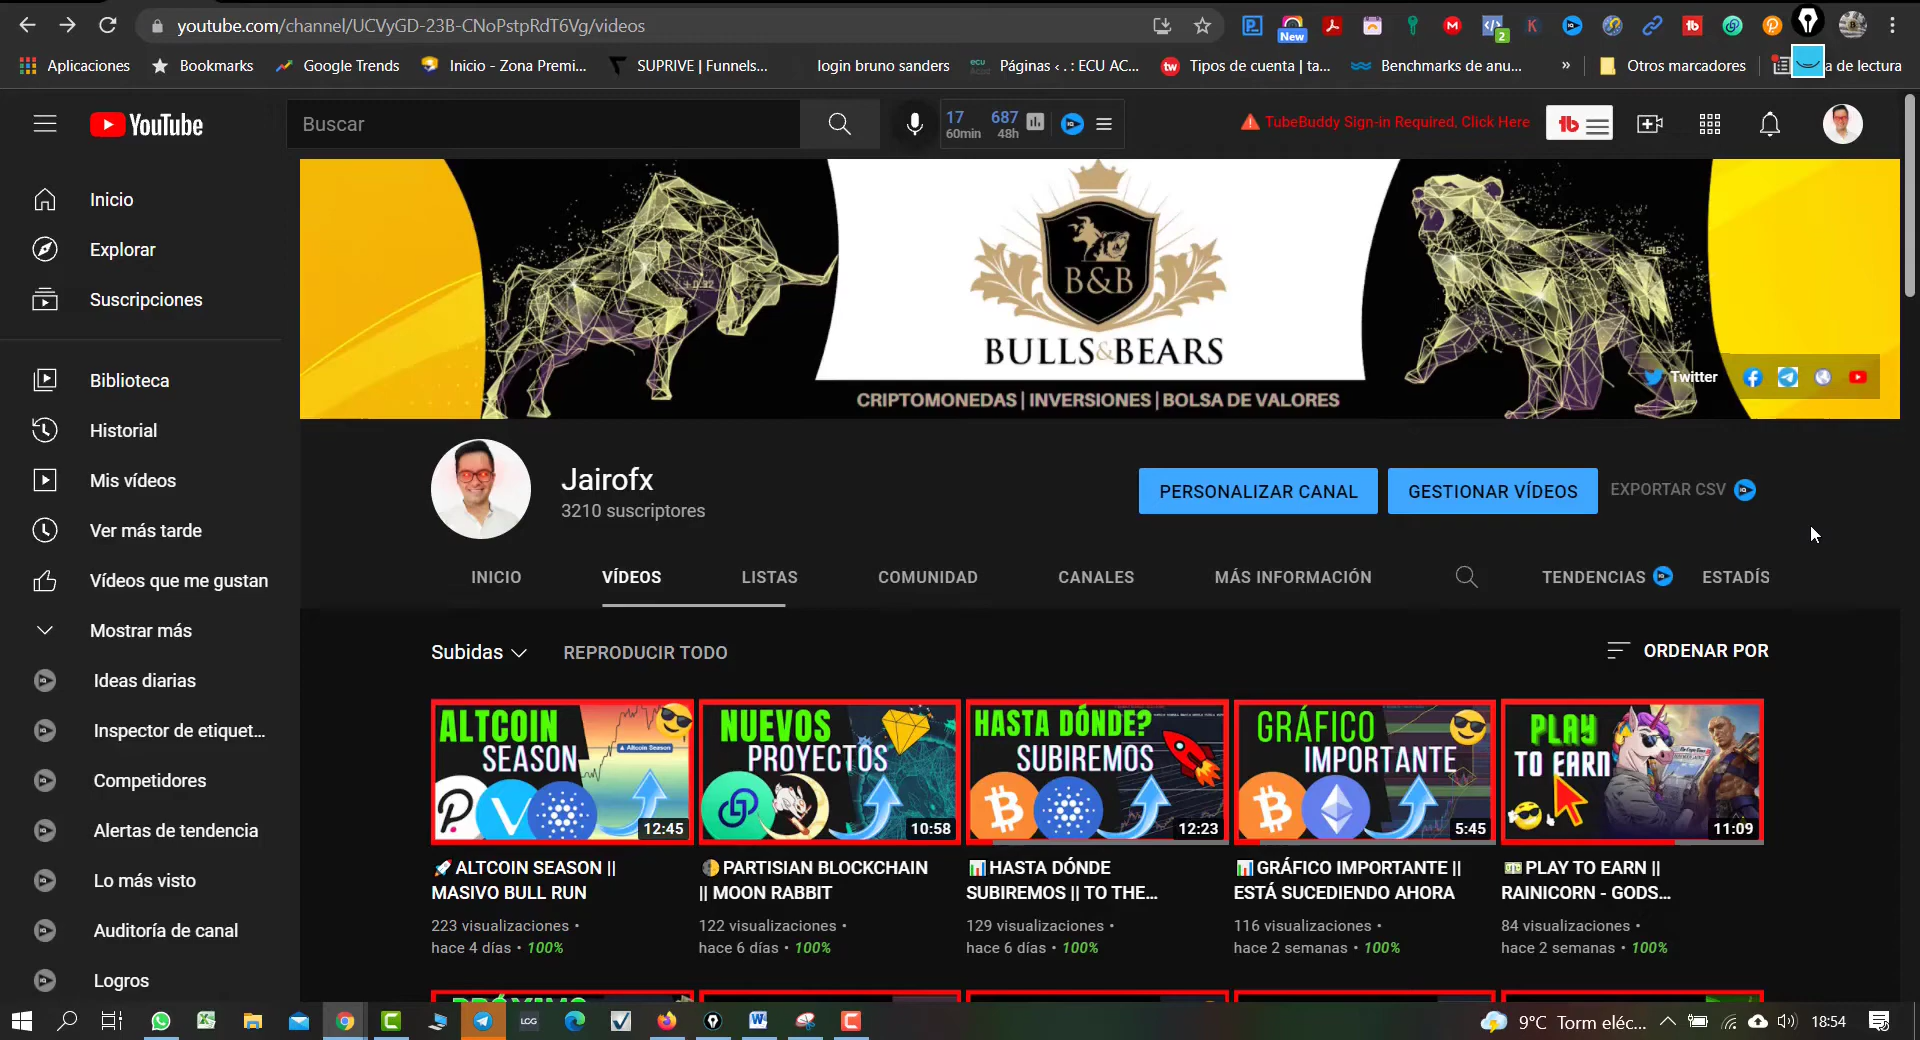 youtube.com/channel/UCVyGD-23B-CNoPstpRdT6Vg/videos
New
2
Aplicaciones
Bookmarks
Google Trends
Inicio - Zona Premi...
SUPRIVE | Funnels...
login bruno sanders
Páginas ‹ . : ECU AC...
Tipos de cuenta | ta...
Benchmarks de anu...
»
Otros marcadores
a de lectura
YouTube
Buscar
17 687
60min 48h
TubeBuddy Sign-in Required, Click Here
Inicio
Explorar
Suscripciones
Biblioteca
Historial
Mis vídeos
Ver más tarde
Vídeos que me gustan
Mostrar más
Ideas diarias
Inspector de etiquet...
Competidores
Alertas de tendencia
Lo más visto
Auditoría de canal
Logros
B&B
BULLS&BEARS
CRIPTOMONEDAS | INVERSIONES | BOLSA DE VALORES
Twitter
Jairofx
3210 suscriptores
PERSONALIZAR CANAL
GESTIONAR VÍDEOS
EXPORTAR CSV
INICIO
VÍDEOS
LISTAS
COMUNIDAD
CANALES
MÁS INFORMACIÓN
TENDENCIAS
ESTADÍS
Subidas
REPRODUCIR TODO
ORDENAR POR
ALTCOIN
SEASON
Altcoin Season
12:45
NUEVOS
PROYECTOS
10:58
HASTA DÓNDE?
SUBIREMOS
12:23
GRÁFICO
IMPORTANTE
5:45
PLAY
TO EARN
11:09
🚀 ALTCOIN SEASON ||
MASIVO BULL RUN
223 visualizaciones •
hace 4 días • 100%
🌗 PARTISIAN BLOCKCHAIN
|| MOON RABBIT
122 visualizaciones •
hace 6 días • 100%
📊 HASTA DÓNDE
SUBIREMOS || TO THE...
129 visualizaciones •
hace 6 días • 100%
📊 GRÁFICO IMPORTANTE ||
ESTÁ SUCEDIENDO AHORA
116 visualizaciones •
hace 2 semanas • 100%
💵 PLAY TO EARN ||
RAINICORN - GODS...
84 visualizaciones •
hace 2 semanas • 100%
PRÓXIMO
LCG
9°C Torm eléc...
18:54